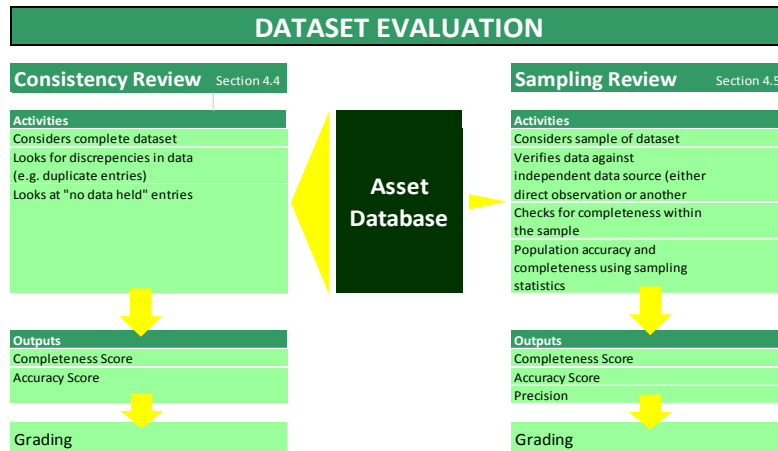 DATASET EVALUATION
Consistency Review Section 4.4
Activities
Considers complete dataset
Looks for discrepencies in data
(e.g. duplicate entries)
Looks at "no data held" entries
Outputs
Completeness Score
Accuracy Score
Grading
Asset
Database
Sampling Review Section 4.5
Activities
Considers sample of dataset
Verifies data against
independent data source (either
direct observation or another
Checks for completeness within
the sample
Population accuracy and
completeness using sampling
statistics
Outputs
Completeness Score
Accuracy Score
Precision
Grading